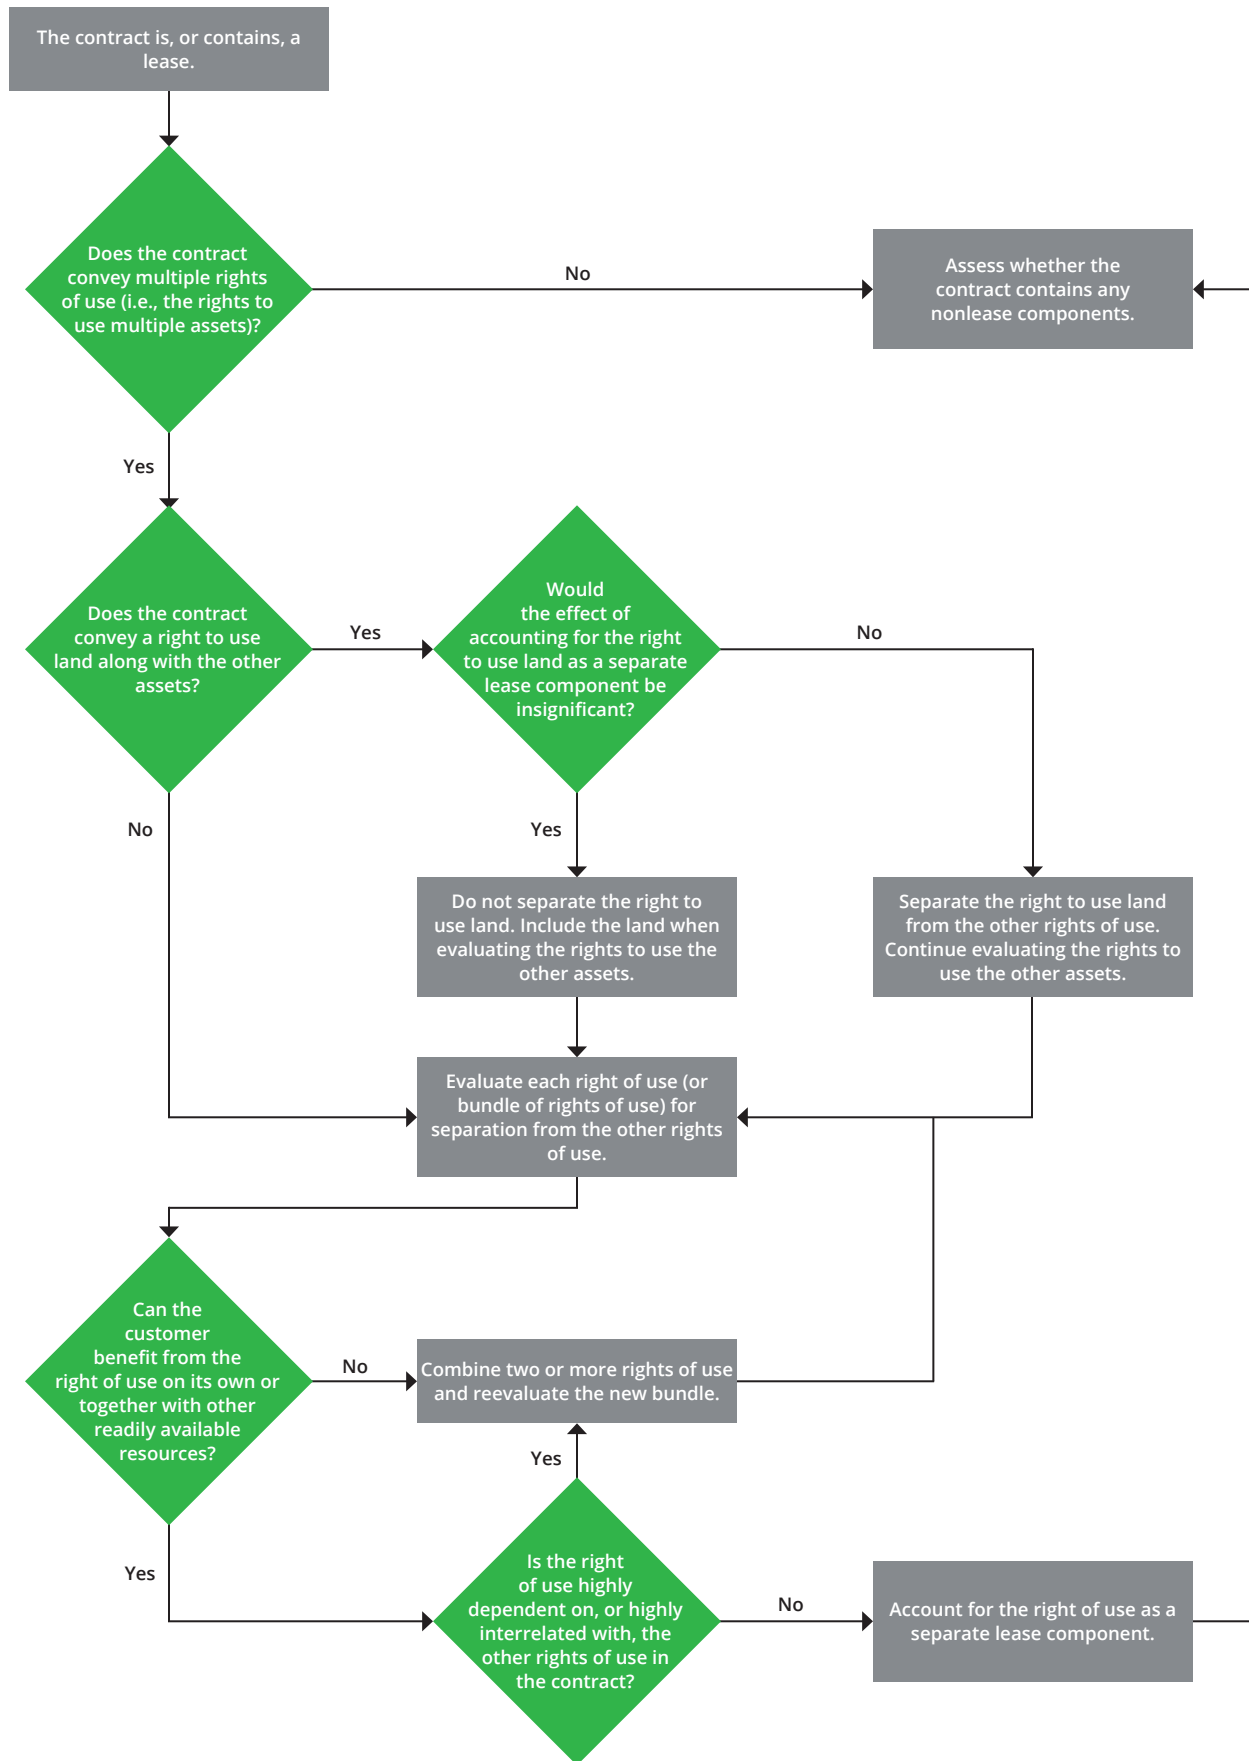 The contract is, or contains, a
lease.
Does the contract
convey multiple rights
of use (i.e., the rights to
use multiple assets)?
No
Assess whether the
contract contains any
nonlease components.
Yes
Does the contract
convey a right to use
land along with the other
assets?
Yes
Would
the effect of
accounting for the right
to use land as a separate
lease component be
insignificant?
No
No
Yes
Do not separate the right to
use land. Include the land when
evaluating the rights to use the
other assets.
Separate the right to use land
from the other rights of use.
Continue evaluating the rights to
use the other assets.
Evaluate each right of use (or
bundle of rights of use) for
separation from the other rights
of use.
Can the
customer
benefit from the
right of use on its own or
together with other
readily available
resources?
No
Combine two or more rights of use
and reevaluate the new bundle.
Yes
Yes
Is the right
of use highly
dependent on, or highly
interrelated with, the
other rights of use in
the contract?
No
Account for the right of use as a
separate lease component.